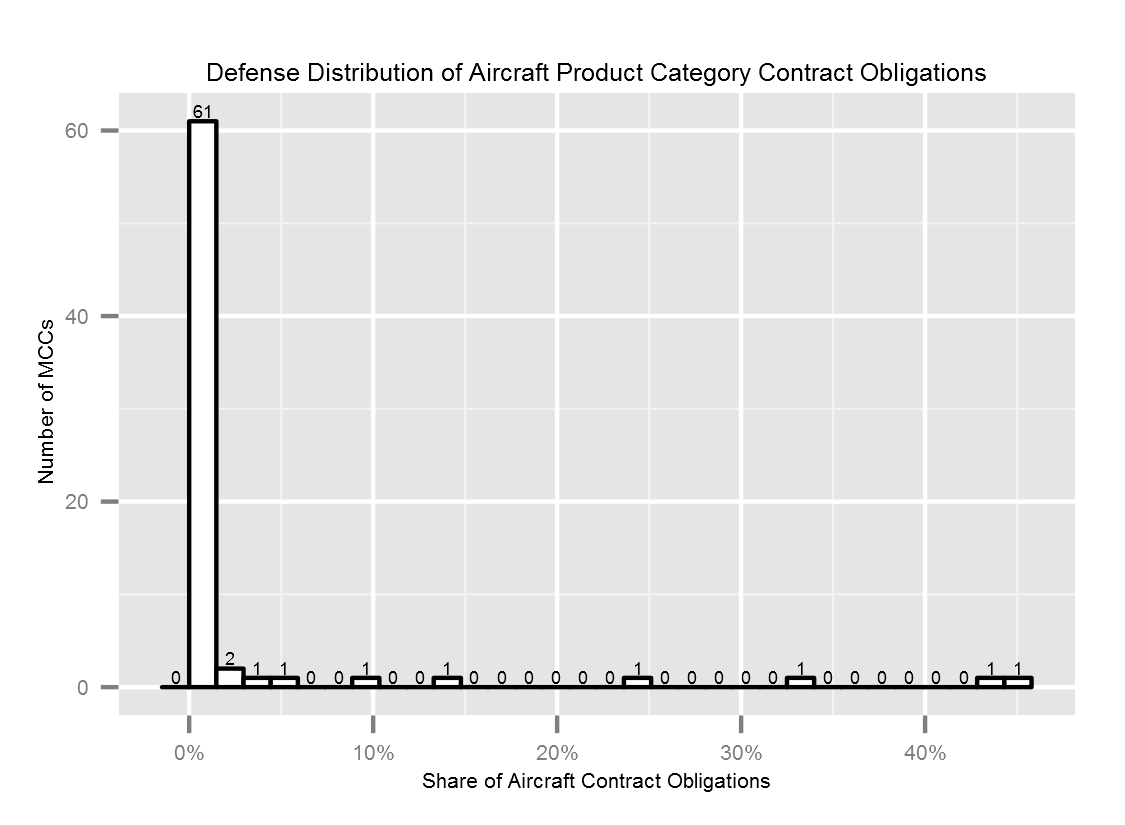 Defense Distribution of Aircraft Product Category Contract Obligations
Number of MCCs
60
40
20
0
0 61 2 1 1 0 0 1 0 0 1 0 0 0 0 0 0 1 0 0 0 0 0 1 0 0 0 0 0 0 1 1
0% 10% 20% 30% 40%
Share of Aircraft Contract Obligations